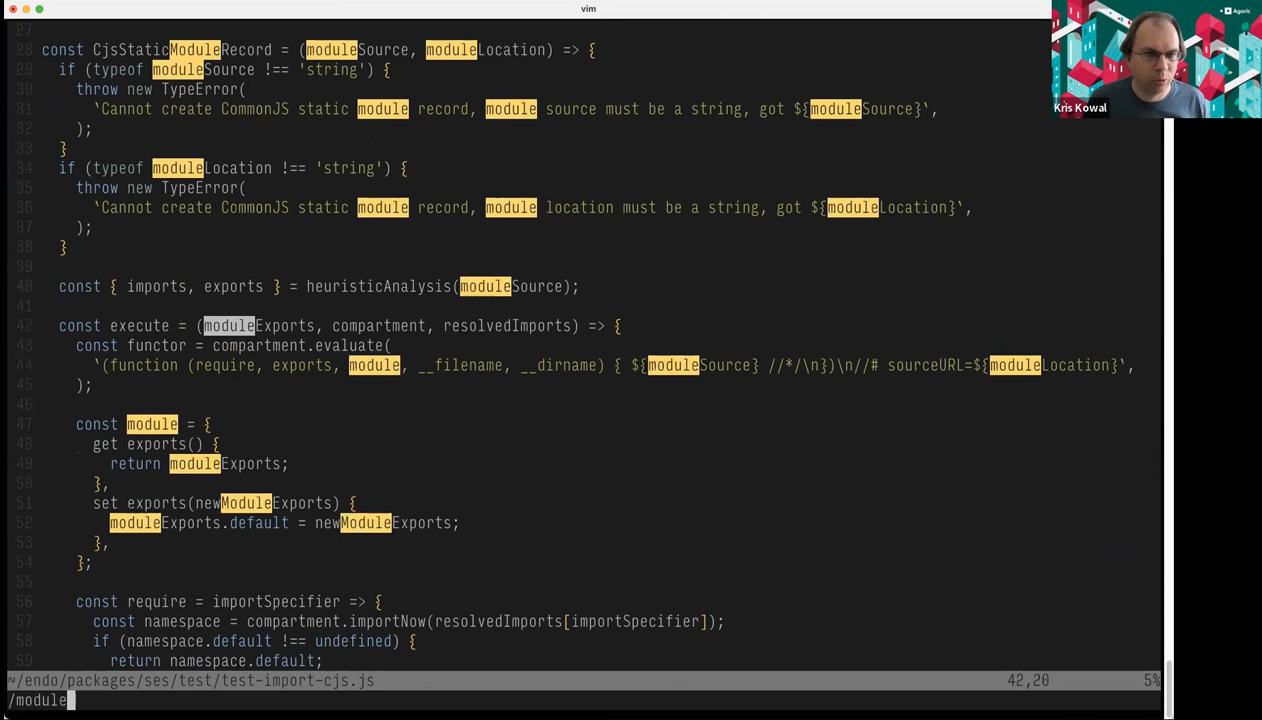 vim
Agoric
Kris Kowal
27
28 const CjsStaticModuleRecord = (moduleSource, moduleLocation) => {
29   if (typeof moduleSource !== 'string') {
30     throw new TypeError(
31       `Cannot create CommonJS static module record, module source must be a string, got ${moduleSource}`,
32     );
33   }
34   if (typeof moduleLocation !== 'string') {
35     throw new TypeError(
36       `Cannot create CommonJS static module record, module location must be a string, got ${moduleLocation}`,
37     );
38   }
39
40   const { imports, exports } = heuristicAnalysis(moduleSource);
41
42   const execute = (moduleExports, compartment, resolvedImports) => {
43     const functor = compartment.evaluate(
44       `(function (require, exports, module, __filename, __dirname) { ${moduleSource} //*/\n})\n//# sourceURL=${moduleLocation}`,
45     );
46
47     const module = {
48       get exports() {
49         return moduleExports;
50       },
51       set exports(newModuleExports) {
52         moduleExports.default = newModuleExports;
53       },
54     };
55
56     const require = importSpecifier => {
57       const namespace = compartment.importNow(resolvedImports[importSpecifier]);
58       if (namespace.default !== undefined) {
59         return namespace.default;
~/endo/packages/ses/test/test-import-cjs.js 42,20 5%
/module